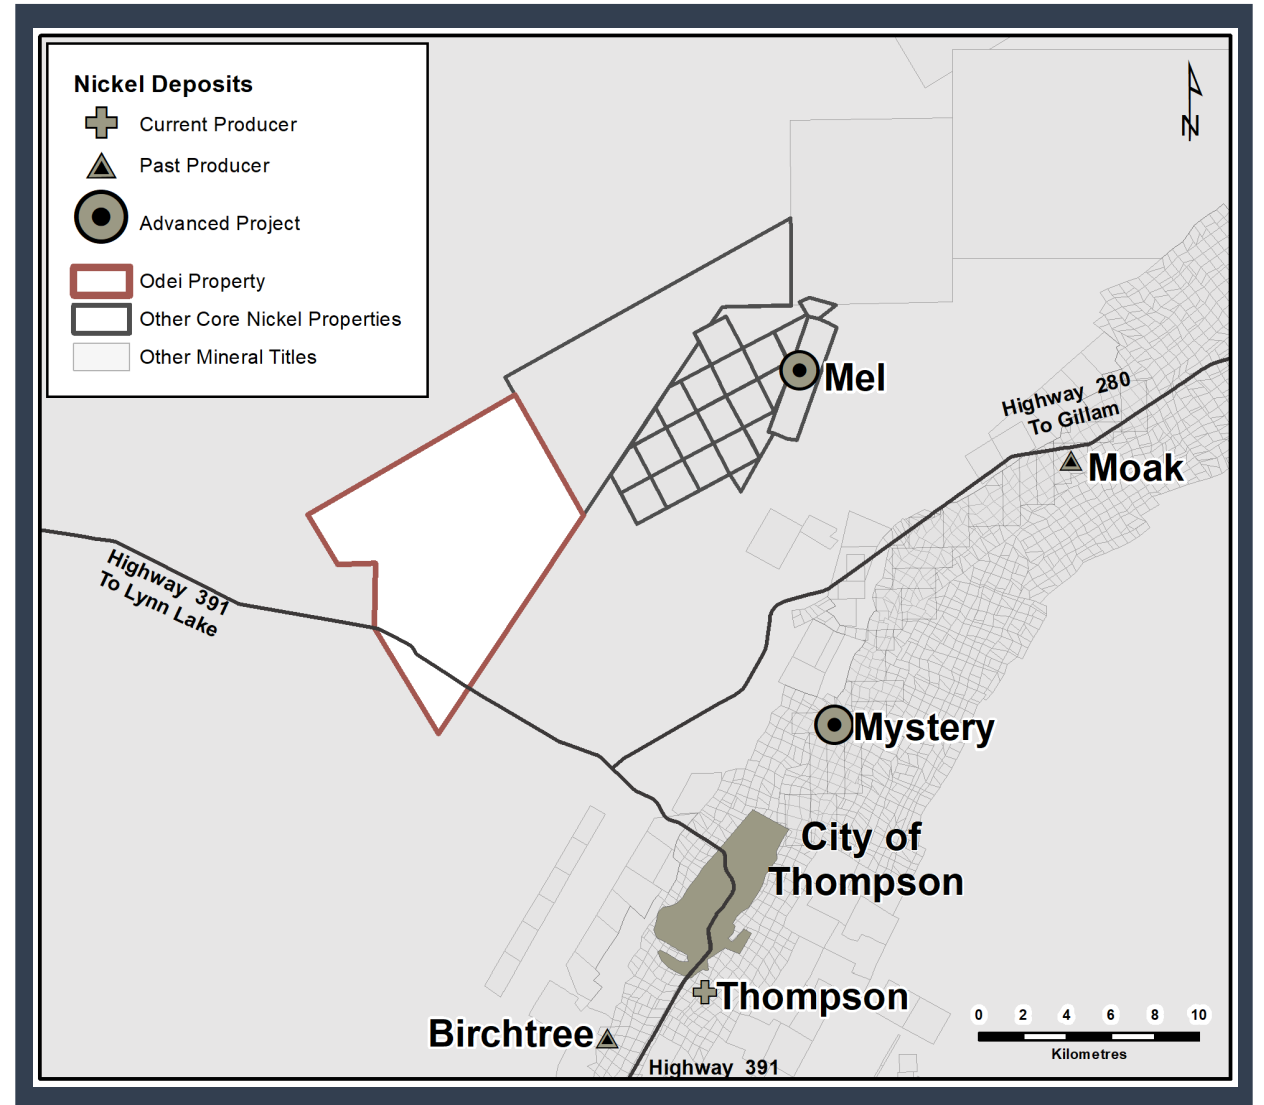 Nickel Deposits
Current Producer
Past Producer
Advanced Project
Odei Property
Other Core Nickel Properties
Other Mineral Titles
N
Mel
Highway 280
To Gillam
Moak
Highway 391
To Lynn Lake
Mystery
City of
Thompson
Thompson
Birchtree
Highway 391
0 2 4 6 8 10
Kilometres